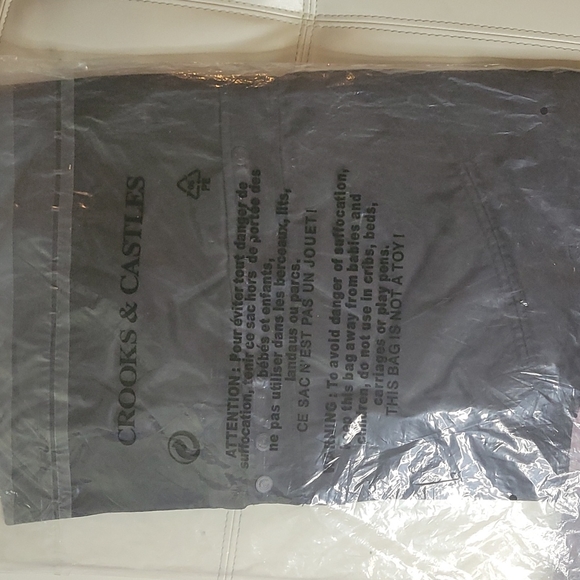 CROOKS & CASTLES
PE
ATTENTION : Pour éviter tout danger de
suffocation, tenir ce sac hors de portée des
bébés et enfants,
ne pas utiliser dans les berceaux, lits,
landaus ou parcs.
CE SAC N'EST PAS UN JOUET !
WARNING : To avoid danger of suffocation,
keep this bag away from babies and
children, do not use in cribs, beds,
carriages or play pens.
THIS BAG IS NOT A TOY !